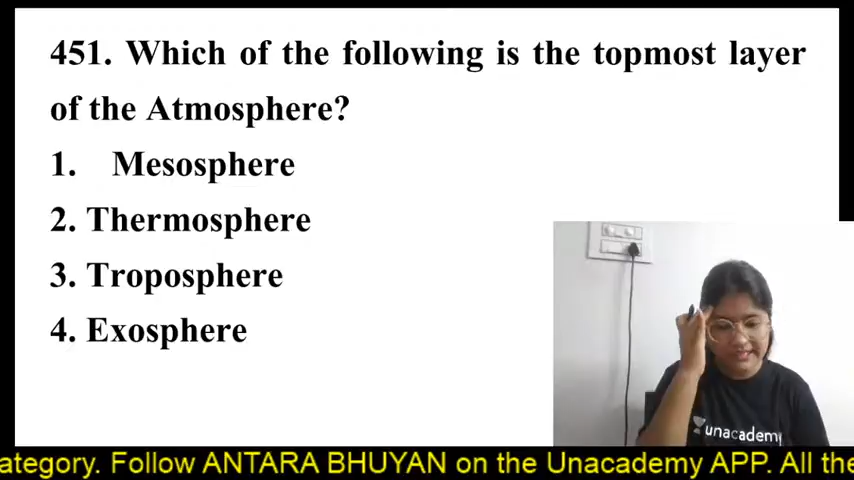 451. Which of the following is the topmost layer
of the Atmosphere?
1. Mesosphere
2. Thermosphere
3. Troposphere
4. Exosphere
unacademy
ategory. Follow ANTARA BHUYAN on the Unacademy APP. All the